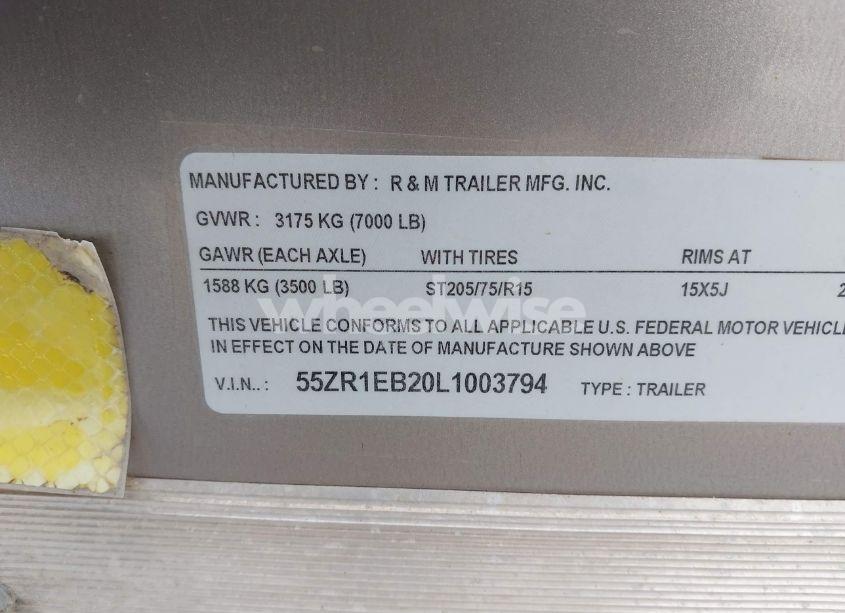 MANUFACTURED BY : R & M TRAILER MFG. INC.
GVWR : 3175 KG (7000 LB)
GAWR (EACH AXLE) WITH TIRES RIMS AT
1588 KG (3500 LB) ST205/75/R15 15X5J 2
wheelwise
THIS VEHICLE CONFORMS TO ALL APPLICABLE U.S. FEDERAL MOTOR VEHICLE
IN EFFECT ON THE DATE OF MANUFACTURE SHOWN ABOVE
V.I.N.. : 55ZR1EB20L1003794 TYPE : TRAILER